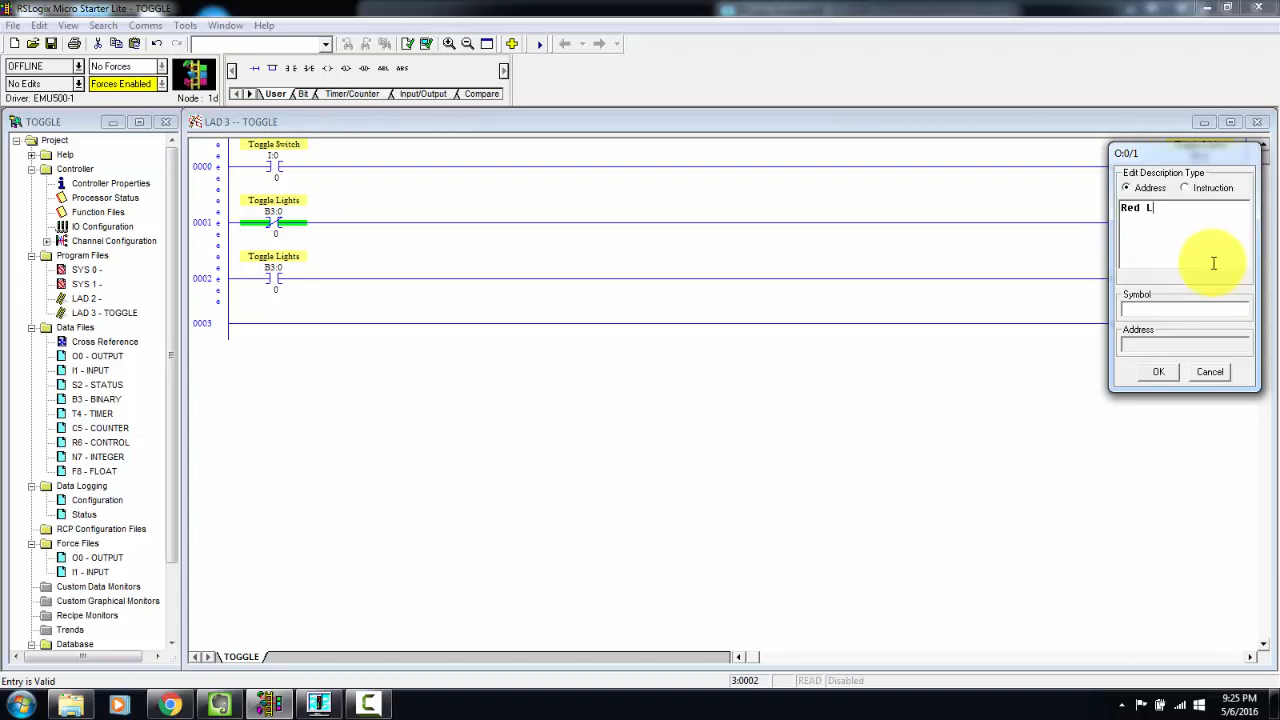 RSLogix Micro Starter Lite - TOGGLE
File Edit View Search Comms Tools Window Help
OFFLINE No Forces
No Edits Forces Enabled
Driver: EMU500-1 Node : 1d
User Bit Timer/Counter Input/Output Compare
TOGGLE
Project
Help
Controller
Controller Properties
Processor Status
Function Files
IO Configuration
Channel Configuration
Program Files
SYS 0 -
SYS 1 -
LAD 2 -
LAD 3 - TOGGLE
Data Files
Cross Reference
O0 - OUTPUT
I1 - INPUT
S2 - STATUS
B3 - BINARY
T4 - TIMER
C5 - COUNTER
R6 - CONTROL
N7 - INTEGER
F8 - FLOAT
Data Logging
Configuration
Status
RCP Configuration Files
Force Files
O0 - OUTPUT
I1 - INPUT
Custom Data Monitors
Custom Graphical Monitors
Recipe Monitors
Trends
Database
LAD 3 -- TOGGLE
Toggle Switch
I:0
0000
0
Toggle Lights
B3:0
0001
0
Toggle Lights
B3:0
0002
0
0003
TOGGLE
O:0/1
Edit Description Type
Address Instruction
Red L
Symbol
Address
OK Cancel
Entry is Valid 3:0002 READ Disabled
9:25 PM
5/6/2016